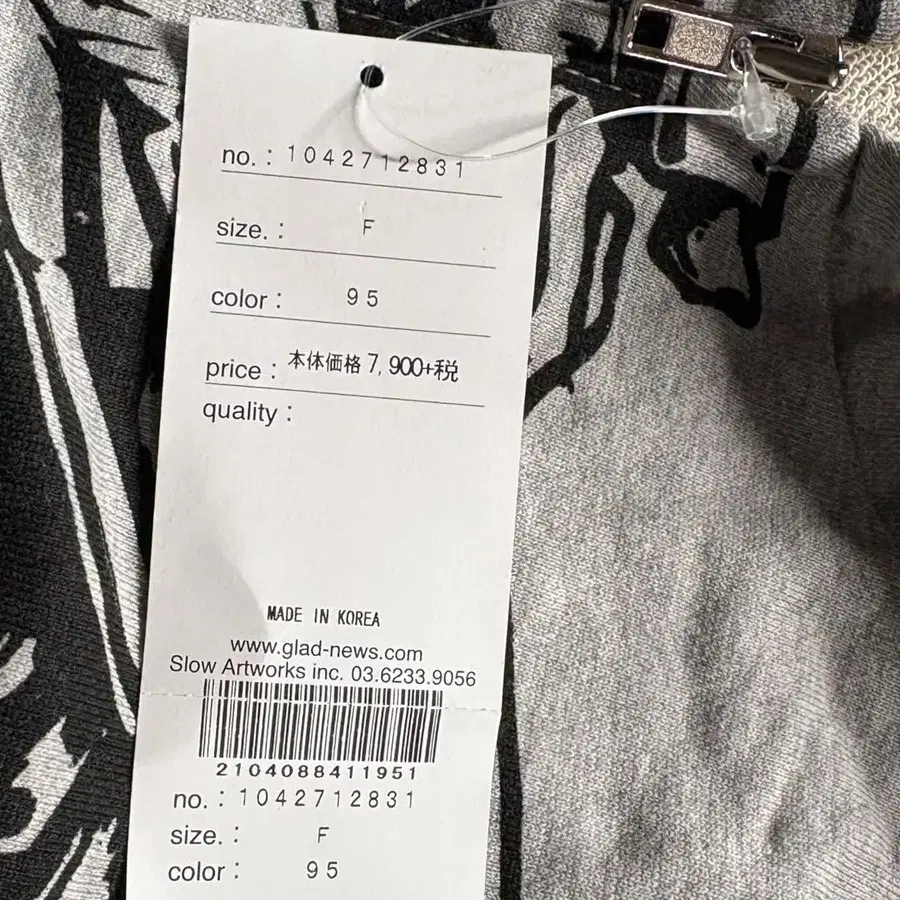 no. : 1042712831
size. : F
color : 95
price : 本体価格 7,900+税
quality :
MADE IN KOREA
www.glad-news.com
Slow Artworks inc. 03.6233.9056
2104088411951
no. : 1042712831
size. : F
color : 95